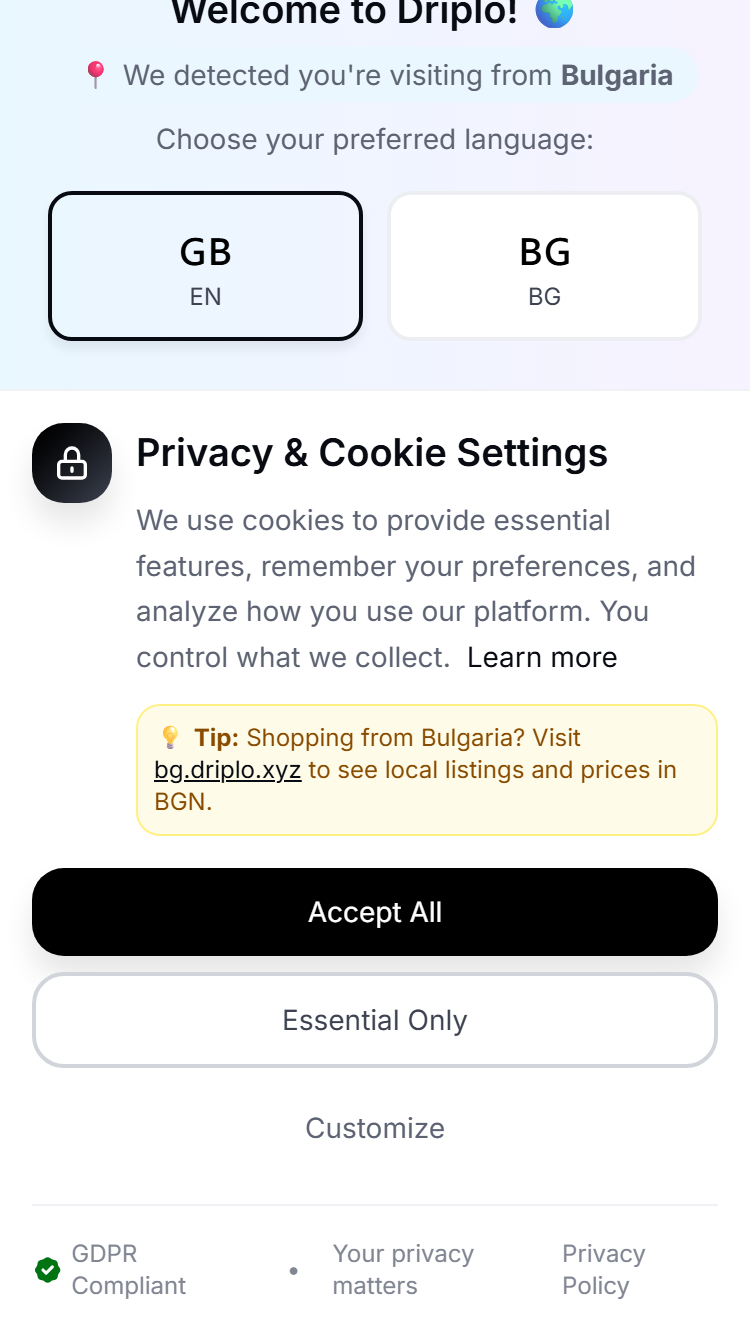 Welcome to Driplo! 🌍
📍 We detected you're visiting from Bulgaria
Choose your preferred language:
GB
EN
BG
BG
Privacy & Cookie Settings
We use cookies to provide essential
features, remember your preferences, and
analyze how you use our platform. You
control what we collect. Learn more
💡 Tip: Shopping from Bulgaria? Visit
bg.driplo.xyz to see local listings and prices in
BGN.
Accept All
Essential Only
Customize
GDPR
Compliant
•
Your privacy
matters
Privacy
Policy